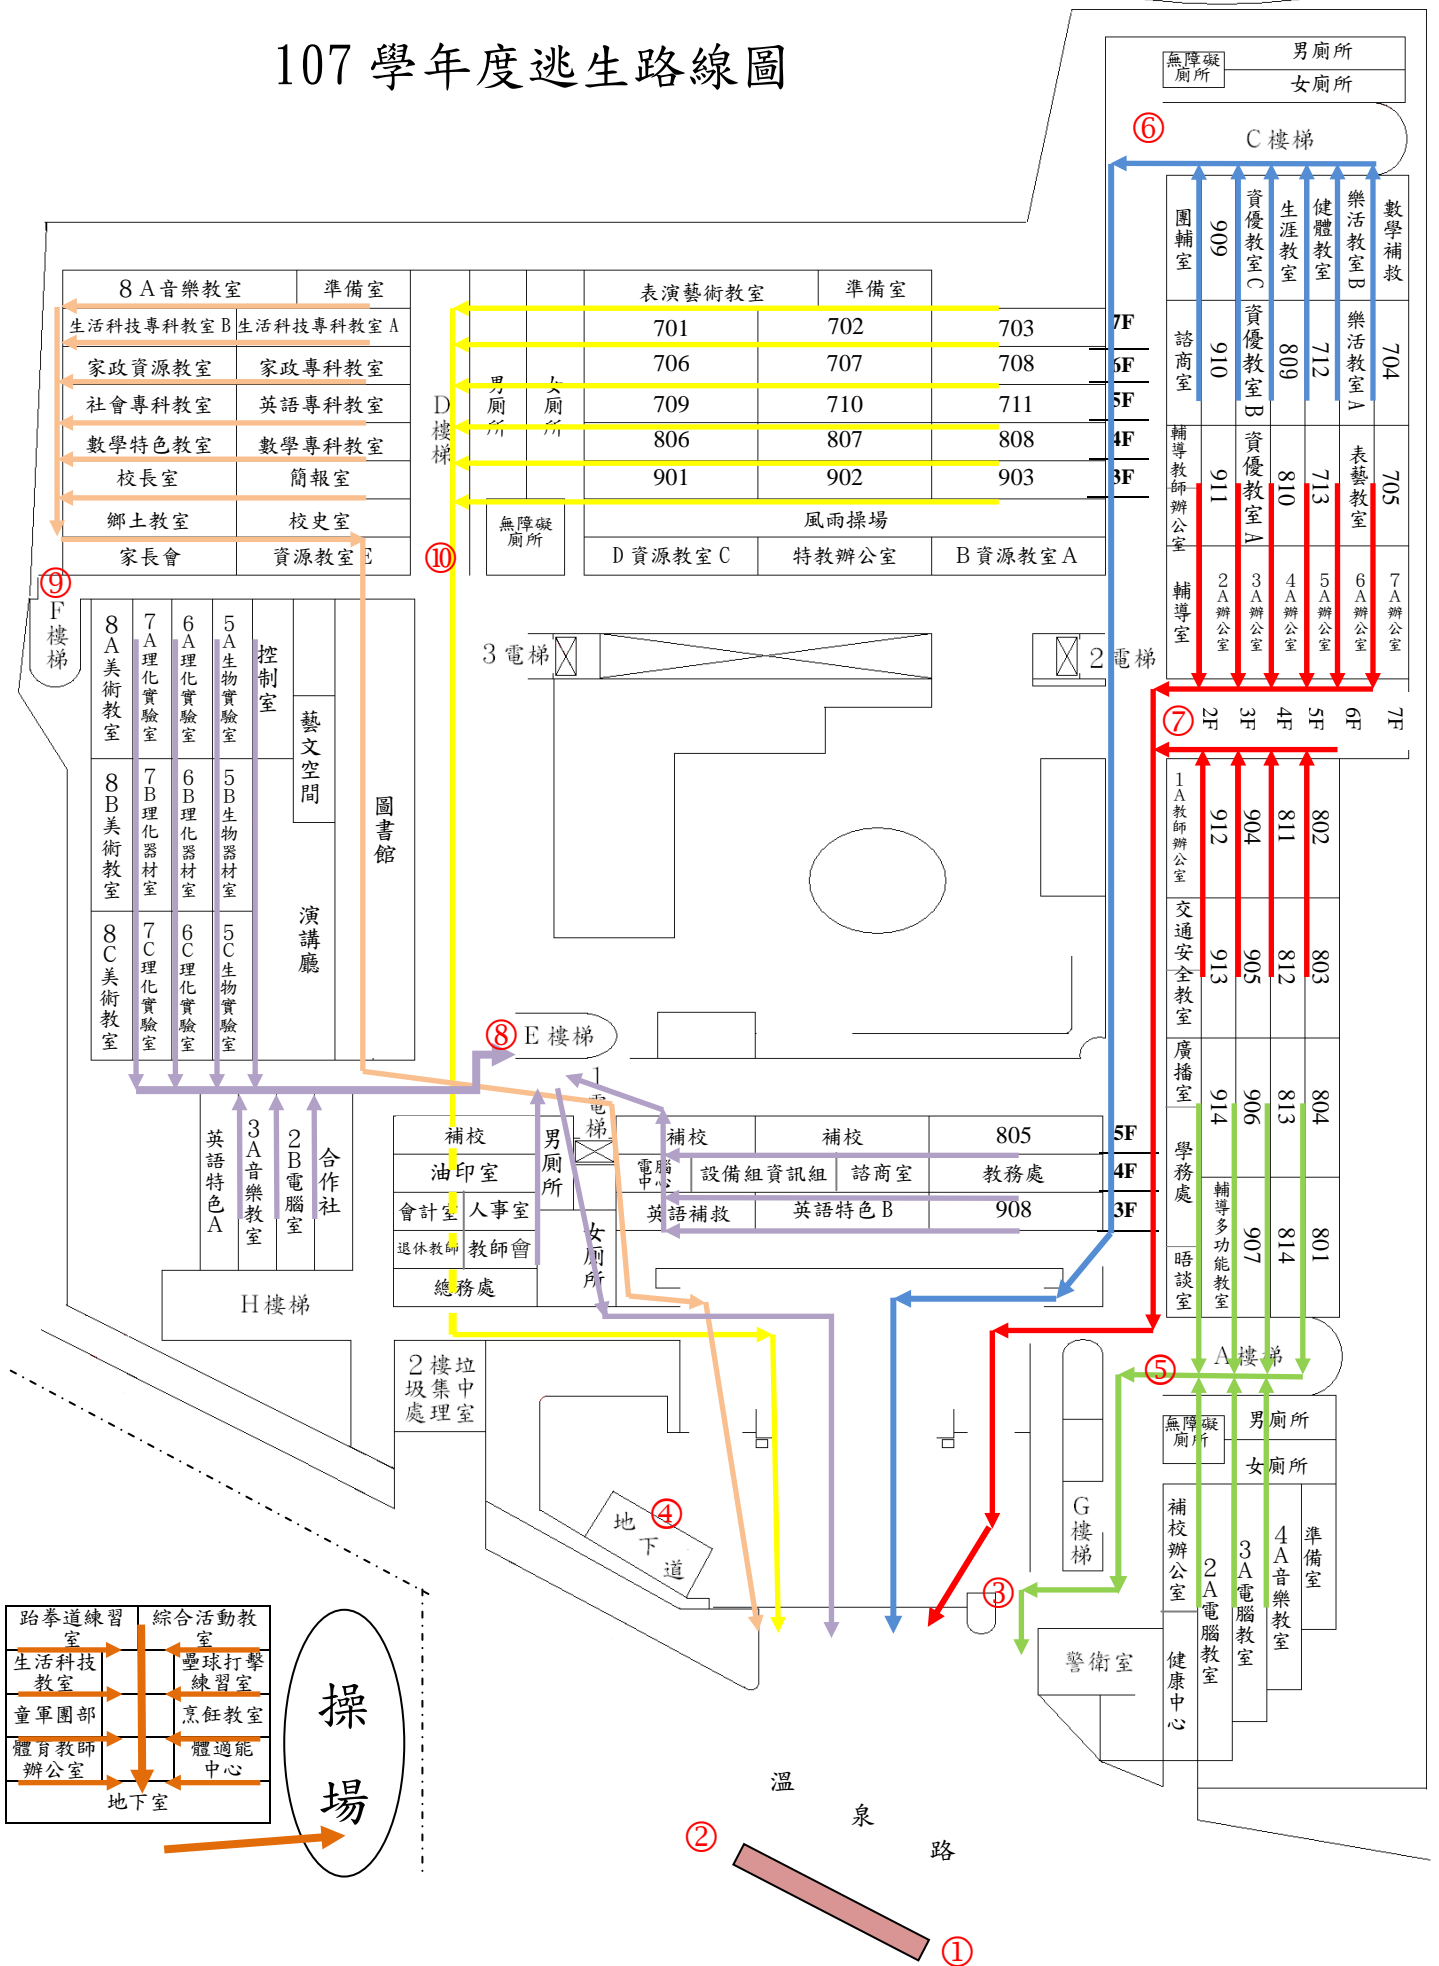 107 學年度逃生路線圖
無障礙
廁所
男廁所
女廁所
⑥
C 樓梯
團輔室
909
資優教室C
生涯教室
健體教室
樂活教室B
數學補救
諮商室
910
資優教室B
809
712
樂活教室A
704
輔導教師辦公室
911
資優教室A
810
713
表藝教室
705
輔導室
2A辦公室
3A辦公室
4A辦公室
5A辦公室
6A辦公室
7A辦公室
8A音樂教室
準備室
生活科技專科教室B
生活科技專科教室A
家政資源教室
家政專科教室
社會專科教室
英語專科教室
數學特色教室
數學專科教室
校長室
簡報室
鄉土教室
校史室
家長會
資源教室E
D樓梯
男廁所
女廁所
無障礙
廁所
⑩
表演藝術教室
準備室
701
702
703
7F
706
707
708
6F
709
710
711
5F
806
807
808
4F
901
902
903
3F
風雨操場
D資源教室C
特教辦公室
B資源教室A
⑨
F樓梯
8A美術教室
7A理化實驗室
6A理化實驗室
5A生物實驗室
控制室
藝文空間
8B美術教室
7B理化器材室
6B理化器材室
5B生物器材室
圖書館
8C美術教室
7C理化實驗室
6C理化實驗室
5C生物實驗室
演講廳
3電梯
2電梯
⑦
2F
3F
4F
5F
6F
7F
1A教師辦公室
912
904
811
802
交通安全教室
913
905
812
803
廣播室
914
906
813
804
學務處
輔導多功能教室
907
814
801
晤談室
⑧
E樓梯
1電梯
英語特色A
3A音樂教室
2B電腦室
合作社
H樓梯
補校
油印室
會計室
人事室
退休教師
教師會
總務處
男廁所
女廁所
補校
補校
805
5F
電腦
中心
設備組資訊組
諮商室
教務處
4F
英語補救
英語特色B
908
3F
2樓垃
圾集中
處理室
④
地下道
⑤
A樓梯
無障礙
廁所
男廁所
女廁所
G樓梯
③
補校辦公室
2A電腦教室
3A電腦教室
4A音樂教室
準備室
警衛室
健康中心
跆拳道練習
室
綜合活動教
室
生活科技
教室
壘球打擊
練習室
童軍團部
烹飪教室
體育教師
辦公室
體適能
中心
地下室
操場
溫泉路
②
①